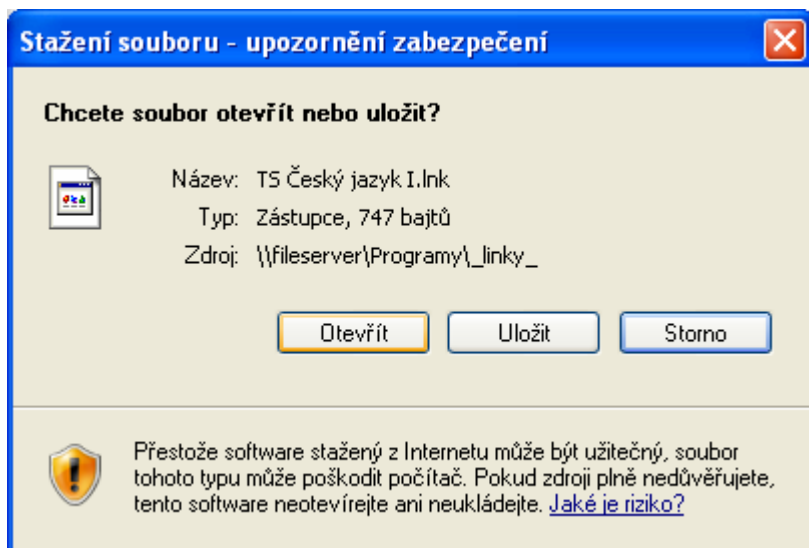 Stažení souboru - upozornění zabezpečení
Chcete soubor otevřít nebo uložit?
Název: TS Český jazyk I.lnk
Typ: Zástupce, 747 bajtů
Zdroj: \\fileserver\Programy\_linky_
Otevřít Uložit Storno
Přestože software stažený z Internetu může být užitečný, soubor
tohoto typu může poškodit počítač. Pokud zdroji plně nedůvěřujete,
tento software neotevírejte ani neukládejte. Jaké je riziko?